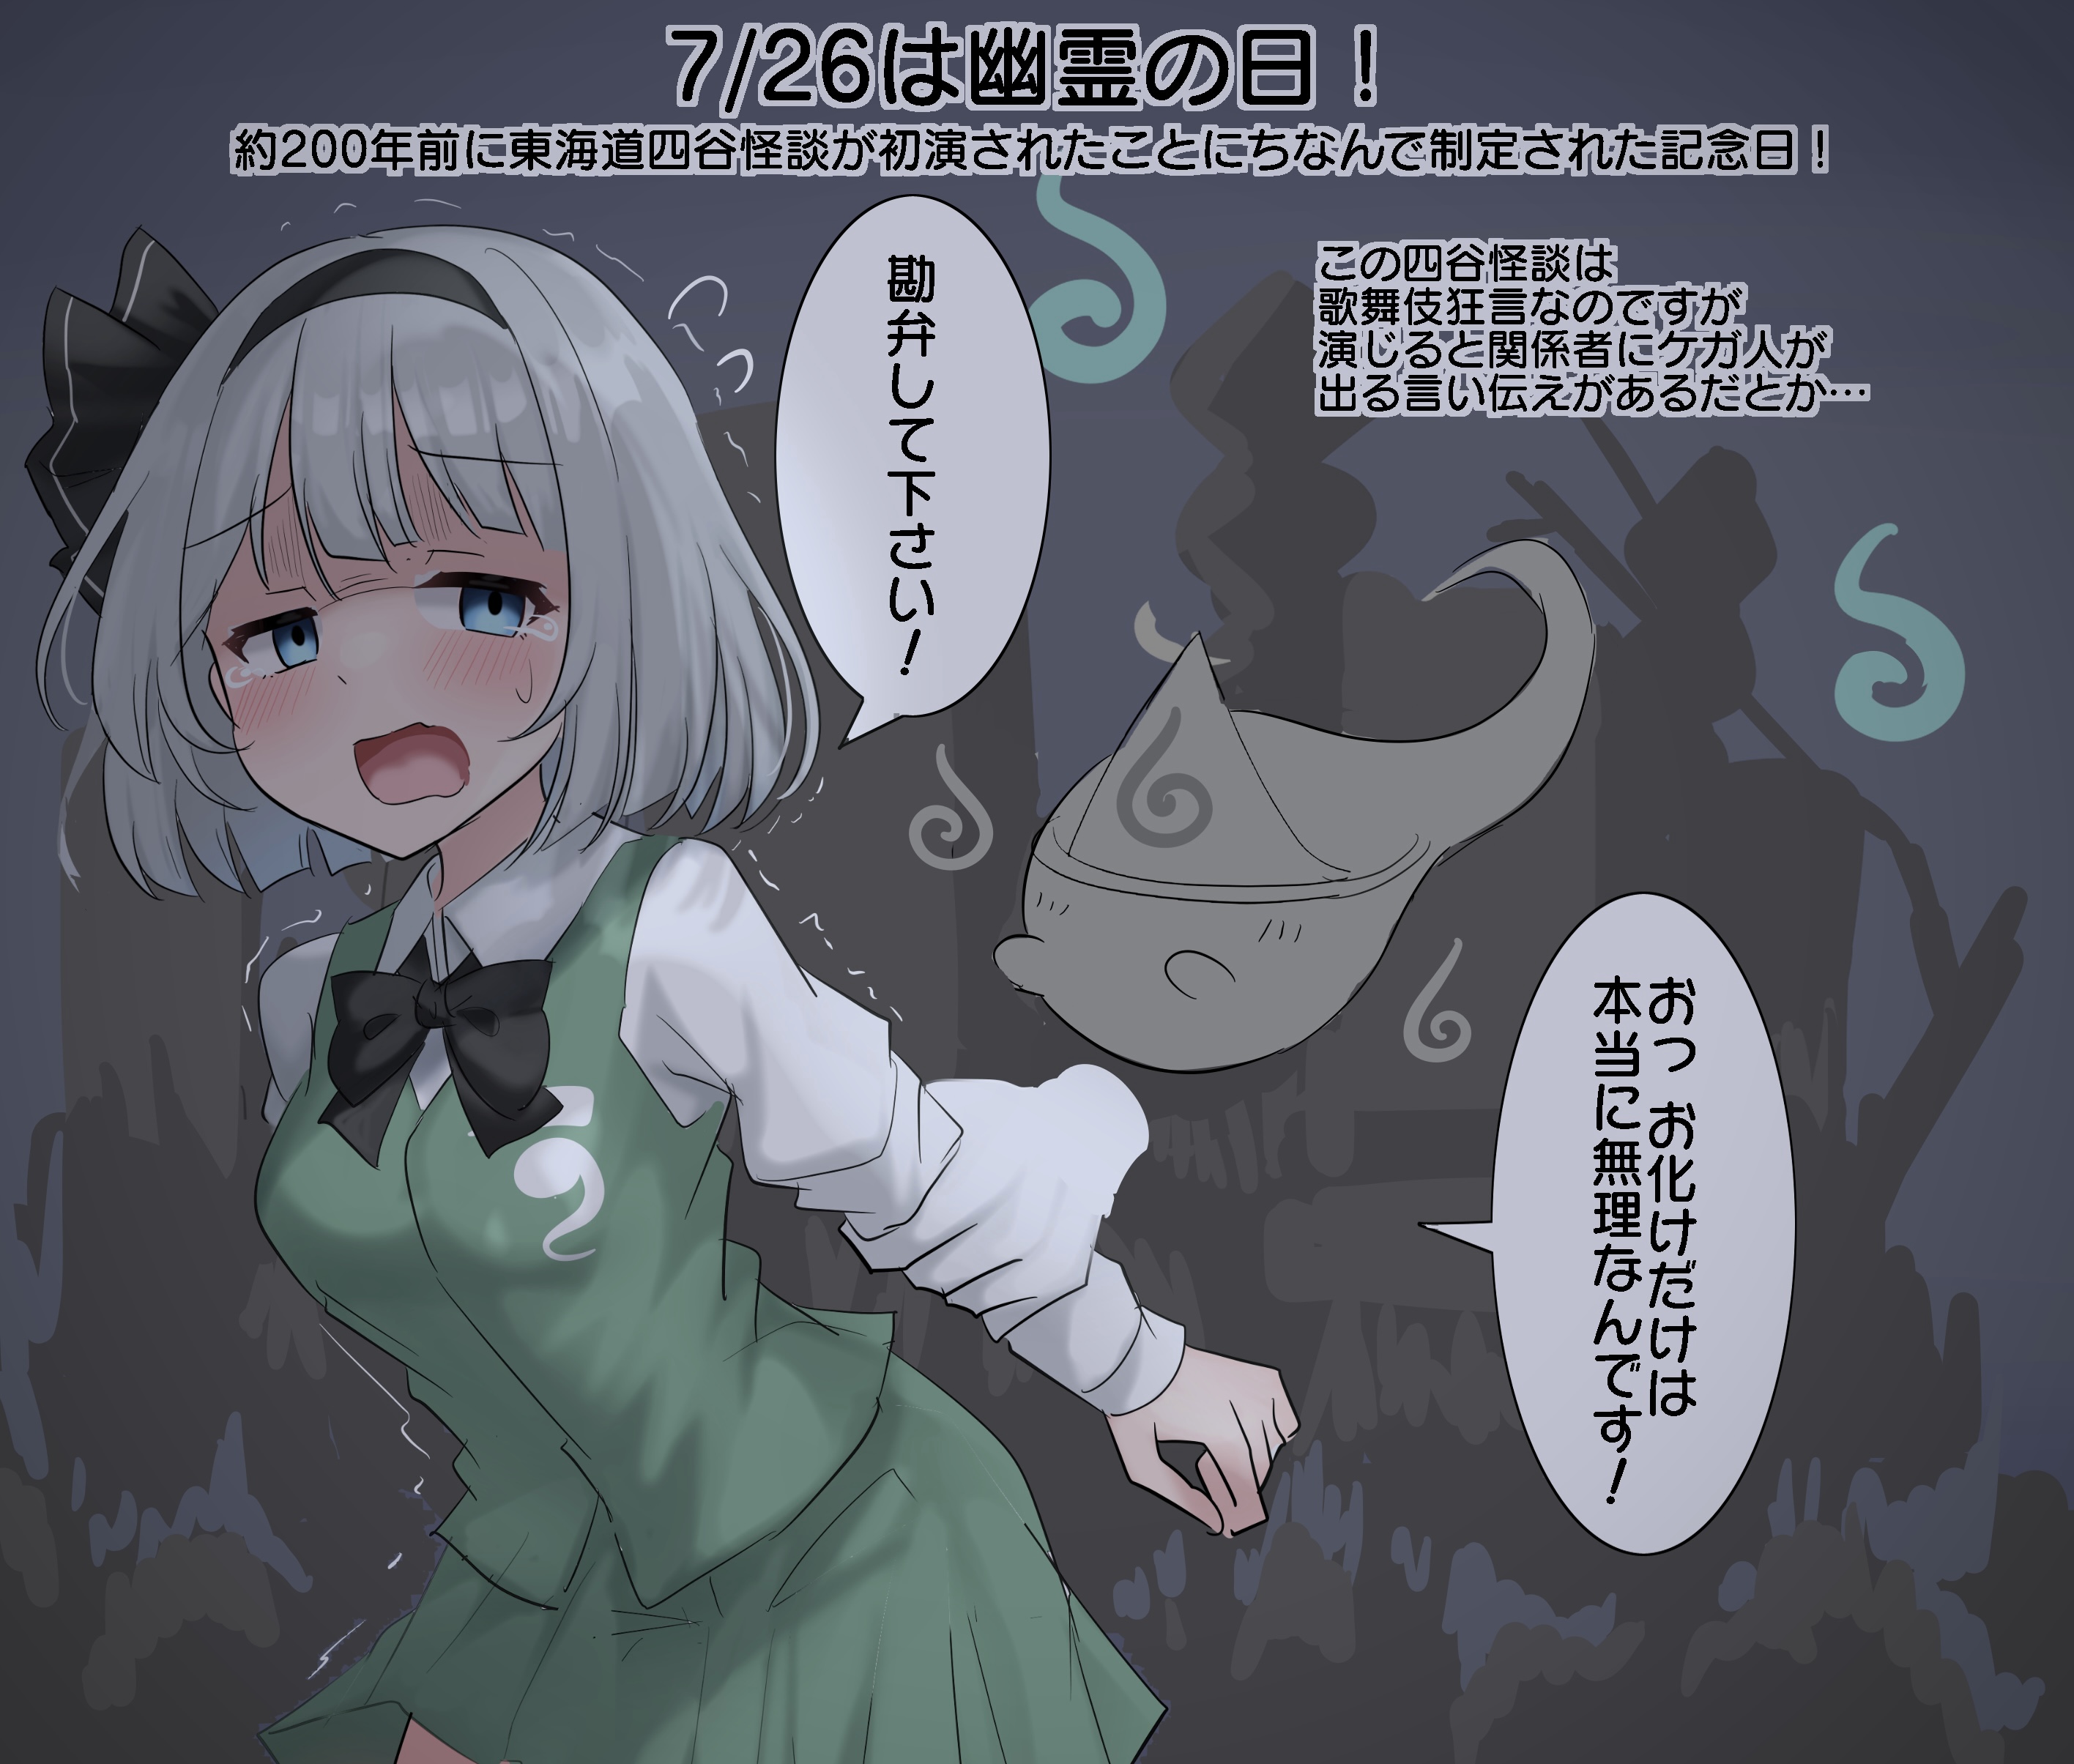 7/26は幽霊の日！
約200年前に東海道四谷怪談が初演されたことにちなんで制定された記念日！
この四谷怪談は
歌舞伎狂言なのですが
演じると関係者にケガ人が
出る言い伝えがあるだとか…
勘弁して下さい！
おっ お化けだけは
本当に無理なんです！